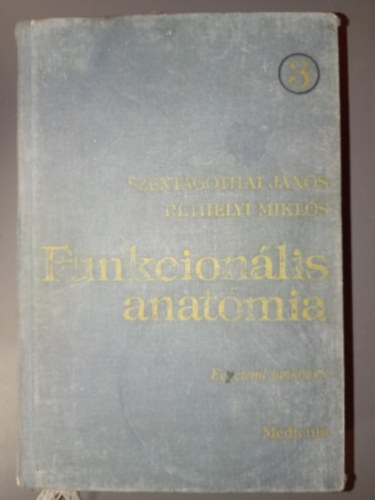 3
SZENTÁGOTHAI JÁNOS
RÉTHELYI MIKLÓS
Funkcionális
anatómia
Egyetemi tankönyv
Medicina